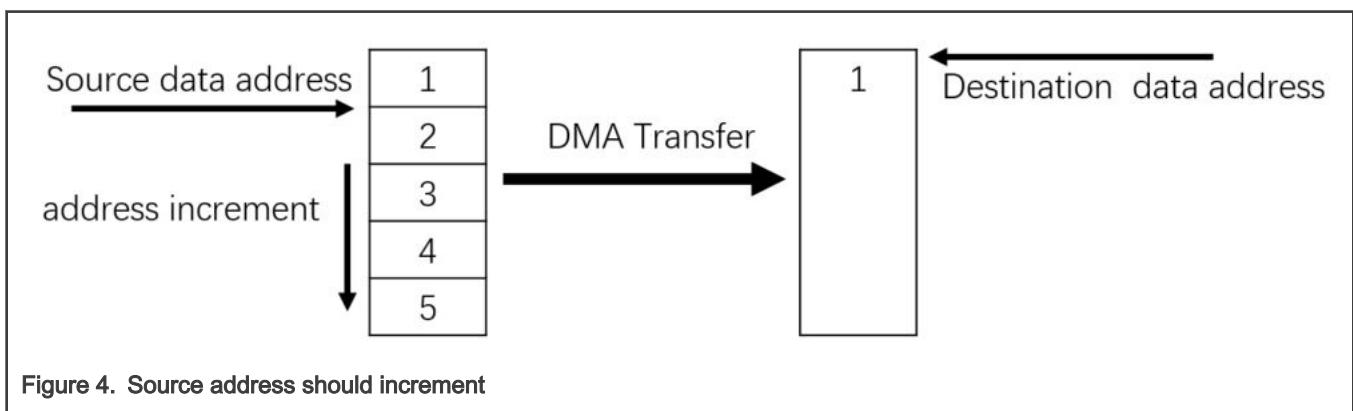 Source data address
1
2
3
4
5
address increment
DMA Transfer
1
Destination data address
Figure 4. Source address should increment